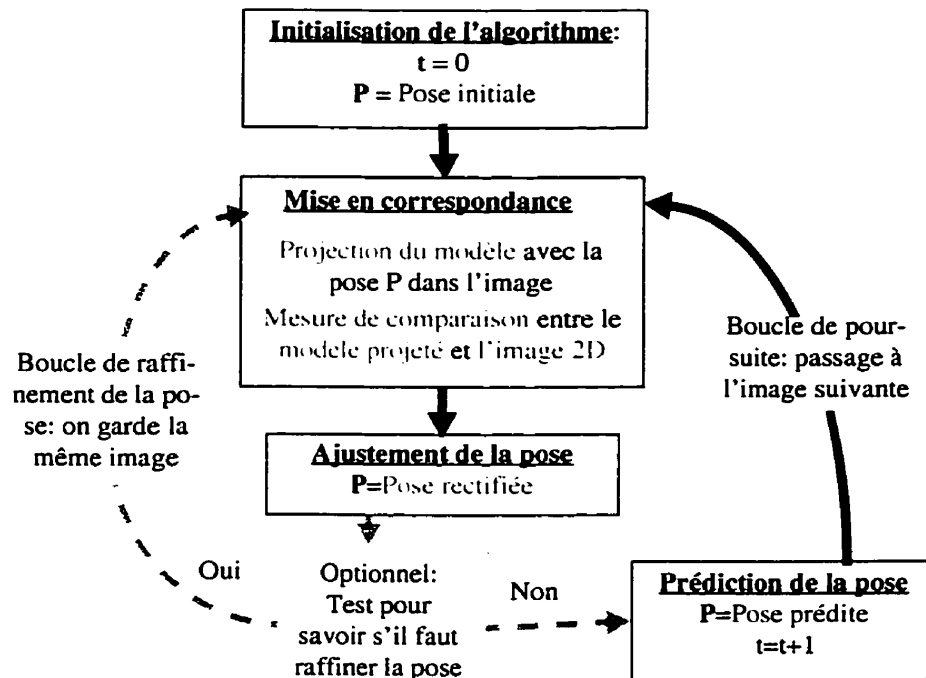 Initialisation de l'algorithme:
t = 0
P = Pose initiale
Mise en correspondance
Projection du modèle avec la
pose P dans l'image
Mesure de comparaison entre le
modèle projeté et l'image 2D
Boucle de raffi-
nement de la po-
se: on garde la
même image
Boucle de pour-
suite: passage à
l'image suivante
Ajustement de la pose
P=Pose rectifiée
Oui
Optionnel:
Test pour
savoir s'il faut
raffiner la pose
Non
Prédiction de la pose
P=Pose prédite
t=t+1